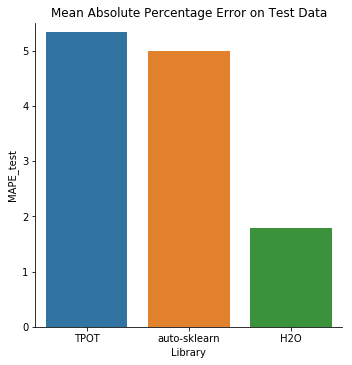 Mean Absolute Percentage Error on Test Data
MAPE_test
5
4
3
2
1
0
TPOT auto-sklearn H2O
Library